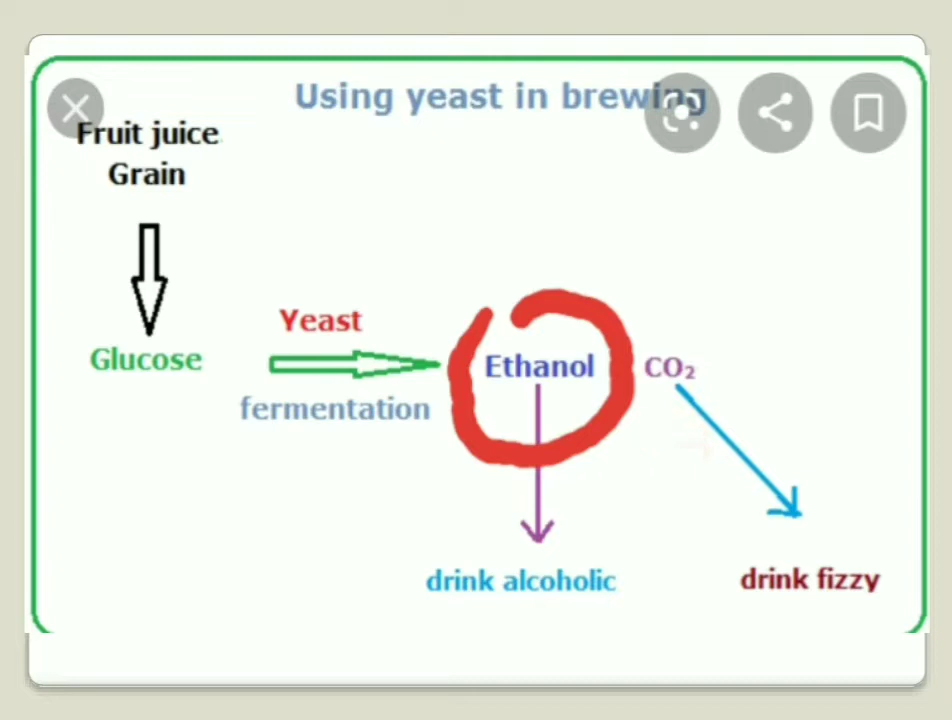 Using yeast in brewing
Fruit juice
Grain
Yeast
Glucose
Ethanol
CO₂
fermentation
drink alcoholic
drink fizzy